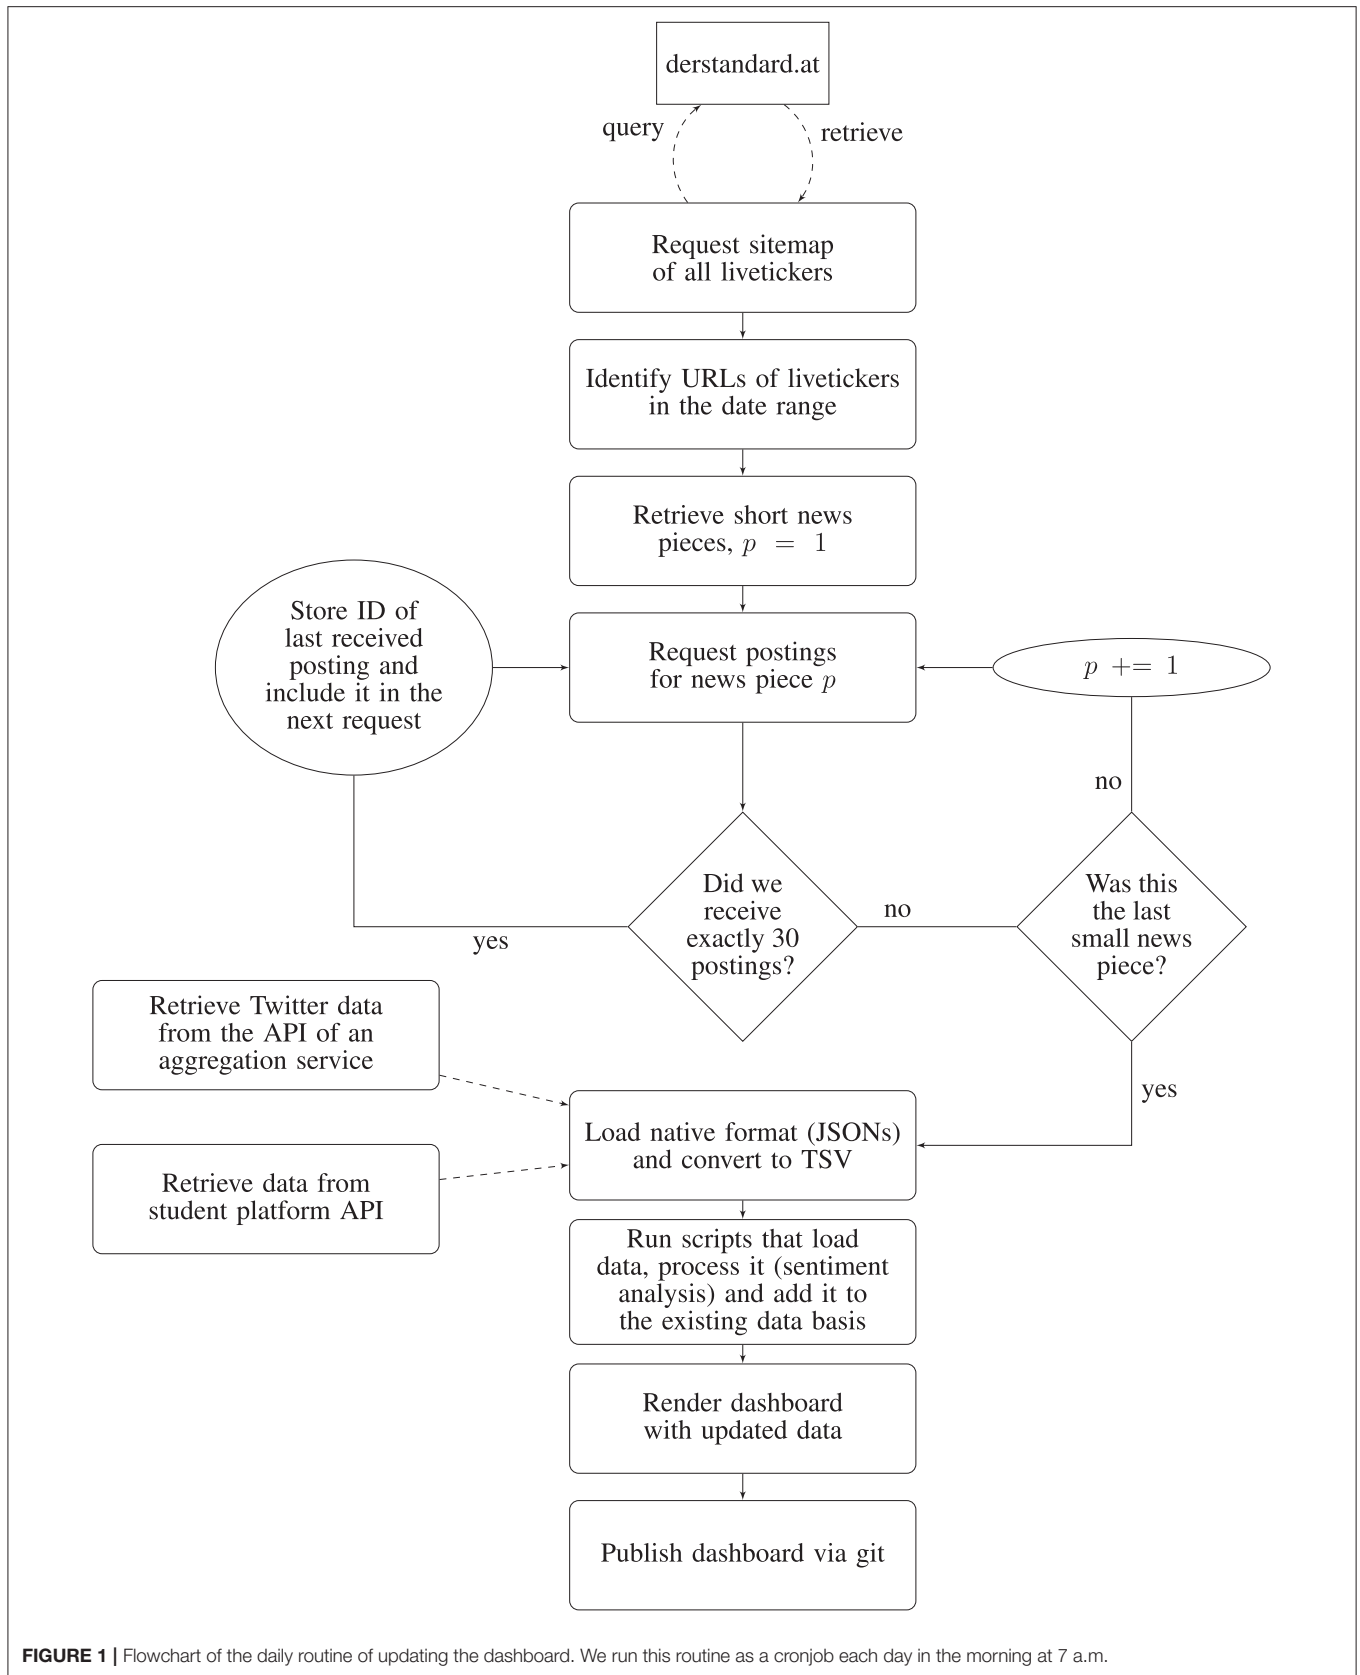 derstandard.at
query
retrieve
Request sitemap
of all livetickers
Identify URLs of livetickers
in the date range
Retrieve short news
pieces, p = 1
Store ID of
last received
posting and
include it in the
next request
Request postings
for news piece p
p += 1
no
Did we
receive
exactly 30
postings?
no
Was this
the last
small news
piece?
yes
Retrieve Twitter data
from the API of an
aggregation service
yes
Load native format (JSONs)
and convert to TSV
Retrieve data from
student platform API
Run scripts that load
data, process it (sentiment
analysis) and add it to
the existing data basis
Render dashboard
with updated data
Publish dashboard via git
FIGURE 1 | Flowchart of the daily routine of updating the dashboard. We run this routine as a cronjob each day in the morning at 7 a.m.